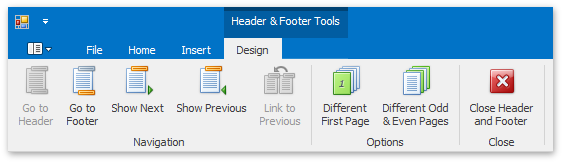 Header & Footer Tools
File Home Insert Design
Go to Header
Go to Footer
Show Next
Show Previous
Link to Previous
Different First Page
Different Odd & Even Pages
Close Header and Footer
Navigation Options Close